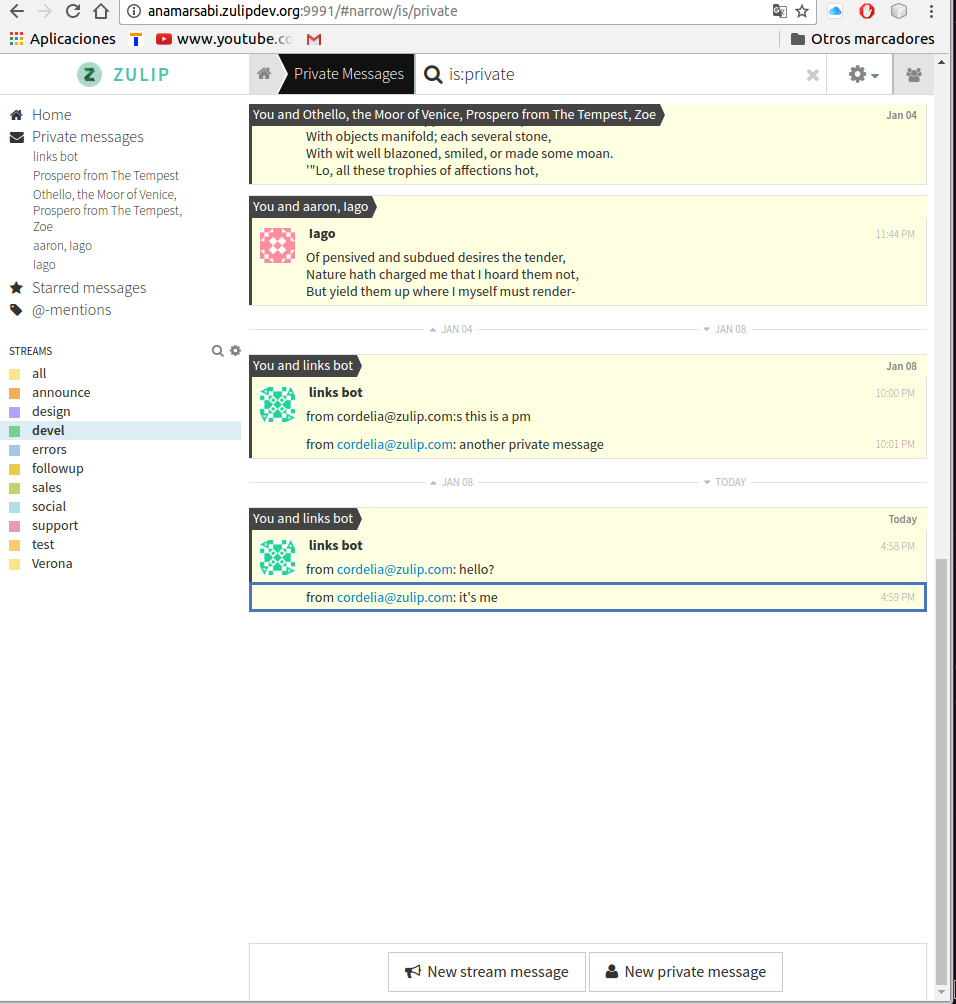 anamarsabi.zulipdev.org:9991/#narrow/is/private
Aplicaciones
www.youtube.co
Otros marcadores
ZULIP
Private Messages
is:private
Home
Private messages
links bot
Prospero from The Tempest
Othello, the Moor of Venice,
Prospero from The Tempest,
Zoe
aaron, Iago
Iago
Starred messages
@-mentions
STREAMS
all
announce
design
devel
errors
followup
sales
social
support
test
Verona
You and Othello, the Moor of Venice, Prospero from The Tempest, Zoe Jan 04
With objects manifold; each several stone,
With wit well blazoned, smiled, or made some moan.
'"Lo, all these trophies of affections hot,
You and aaron, Iago
Iago 11:44 PM
Of pensived and subdued desires the tender,
Nature hath charged me that I hoard them not,
But yield them up where I myself must render-
JAN 04 JAN 08
You and links bot Jan 08
links bot 10:00 PM
from cordelia@zulip.com:s this is a pm
from cordelia@zulip.com: another private message 10:01 PM
JAN 08 TODAY
You and links bot Today
links bot 4:58 PM
from cordelia@zulip.com: hello?
from cordelia@zulip.com: it's me 4:59 PM
New stream message
New private message